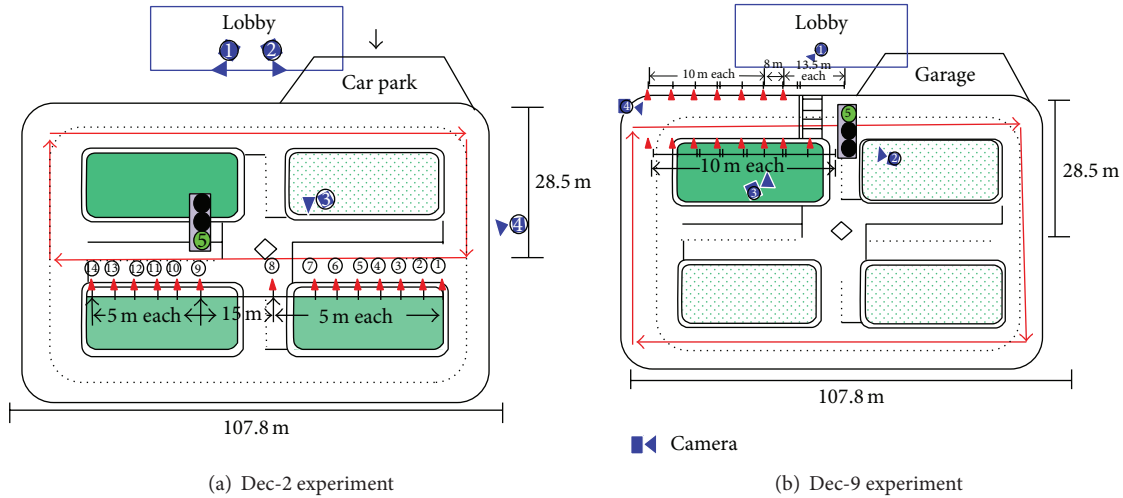 Lobby
1 2
Car park
28.5 m
3
4
5
14 13 12 11 10 9 8 7 6 5 4 3 2 1
5 m each 15 m 5 m each
107.8 m
(a) Dec-2 experiment
Lobby
1
10 m each 8 m 13.5 m each
Garage
4
5
2
10 m each
3
28.5 m
107.8 m
Camera
(b) Dec-9 experiment